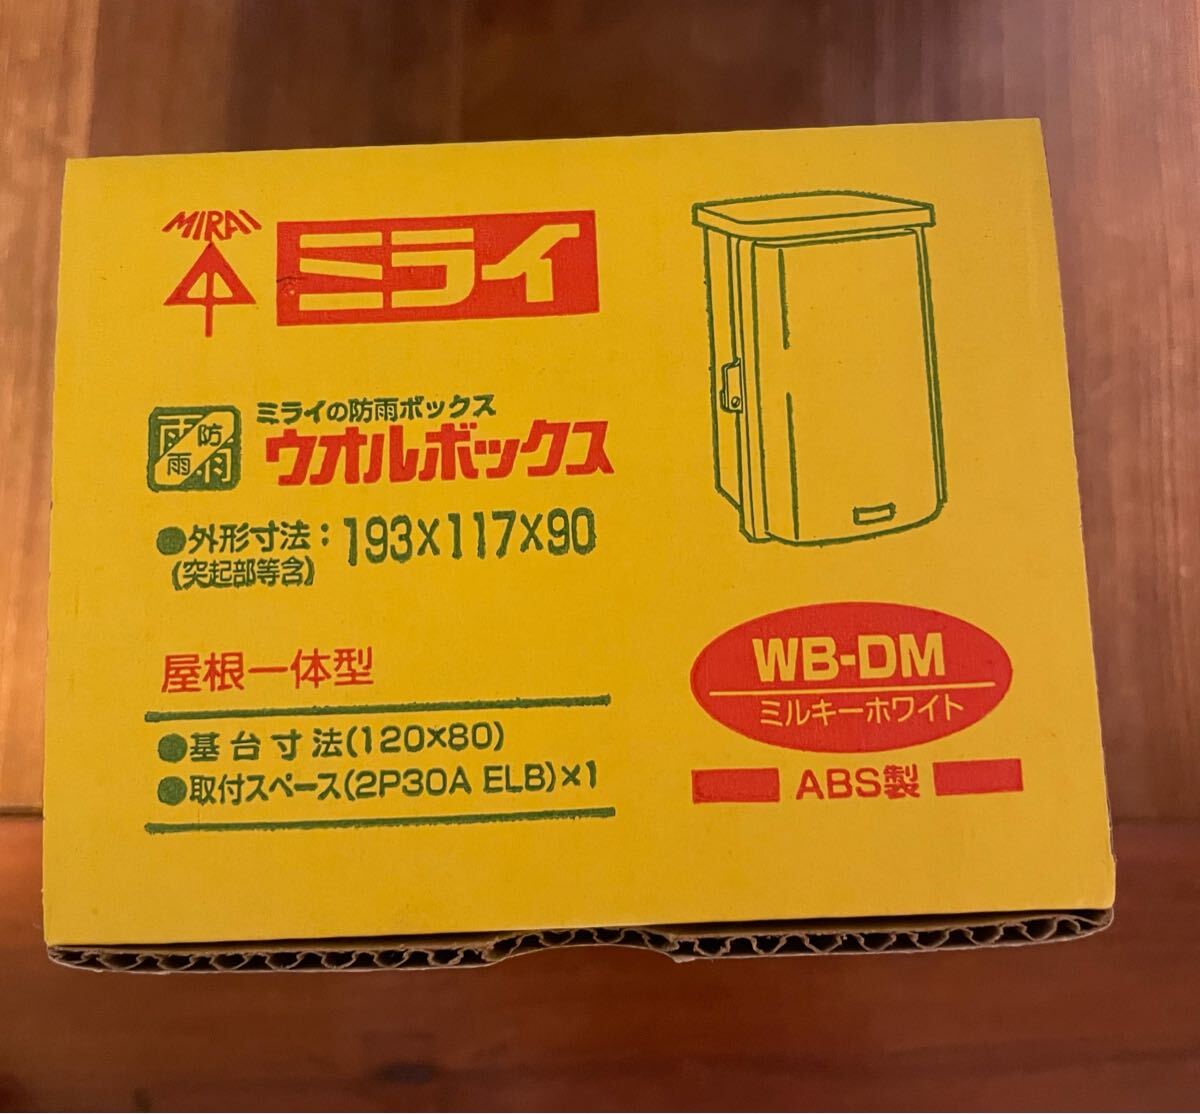 MIRAI
ミライ
防雨
ミライの防雨ボックス
ウオルボックス
●外形寸法：193×117×90
(突起部等含)
屋根一体型
●基台寸法(120×80)
●取付スペース(2P30A ELB)×1
WB-DM
ミルキーホワイト
ABS製